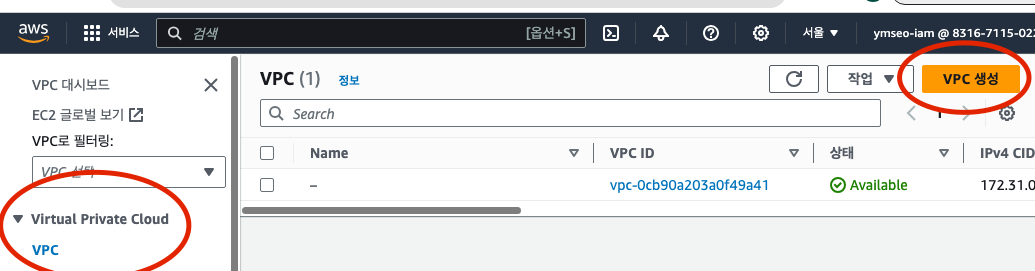 aws 서비스 검색 [옵션+S] 서울 ymseo-iam @ 8316-7115-022
VPC 대시보드
EC2 글로벌 보기
VPC로 필터링:
VPC 선택
Virtual Private Cloud
VPC
VPC (1) 정보 작업 VPC 생성
Search 1
Name VPC ID 상태 IPv4 CID
– vpc-0cb90a203a0f49a41 Available 172.31.0